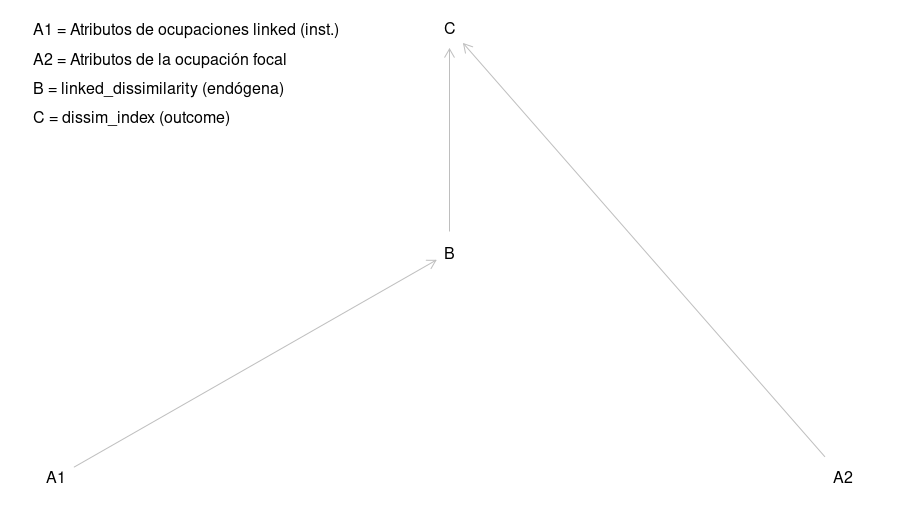 A1 = Atributos de ocupaciones linked (inst.)
A2 = Atributos de la ocupación focal
B = linked_dissimilarity (endógena)
C = dissim_index (outcome)
C
B
A1
A2